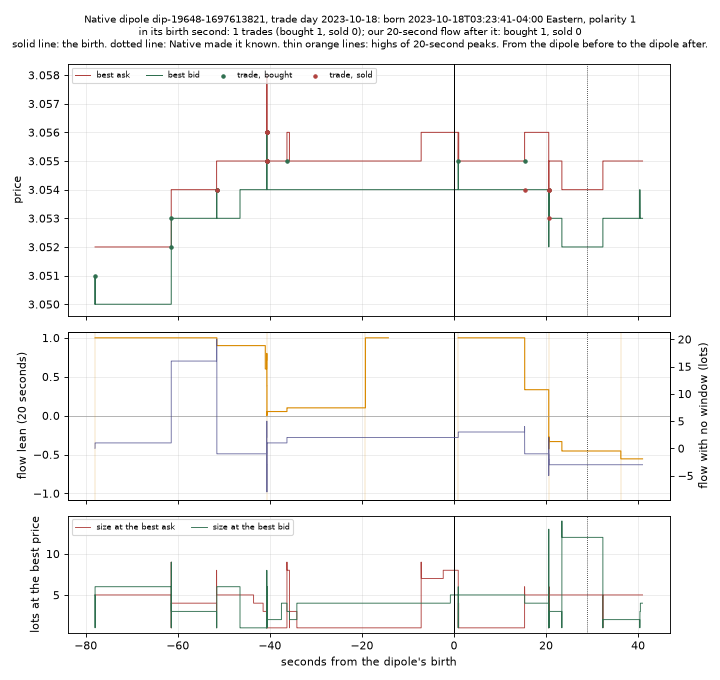 Native dipole dip-19648-1697613821, trade day 2023-10-18: born 2023-10-18T03:23:41-04:00 Eastern, polarity 1
in its birth second: 1 trades (bought 1, sold 0); our 20-second flow after it: bought 1, sold 0
solid line: the birth. dotted line: Native made it known. thin orange lines: highs of 20-second peaks. From the dipole before to the dipole after.
best ask
best bid
trade, bought
trade, sold
3.058
3.057
3.056
3.055
3.054
3.053
3.052
3.051
3.050
price
1.0
0.5
0.0
−0.5
−1.0
flow lean (20 seconds)
20
15
10
5
0
−5
flow with no window (lots)
size at the best ask
size at the best bid
10
5
lots at the best price
−80
−60
−40
−20
0
20
40
seconds from the dipole's birth